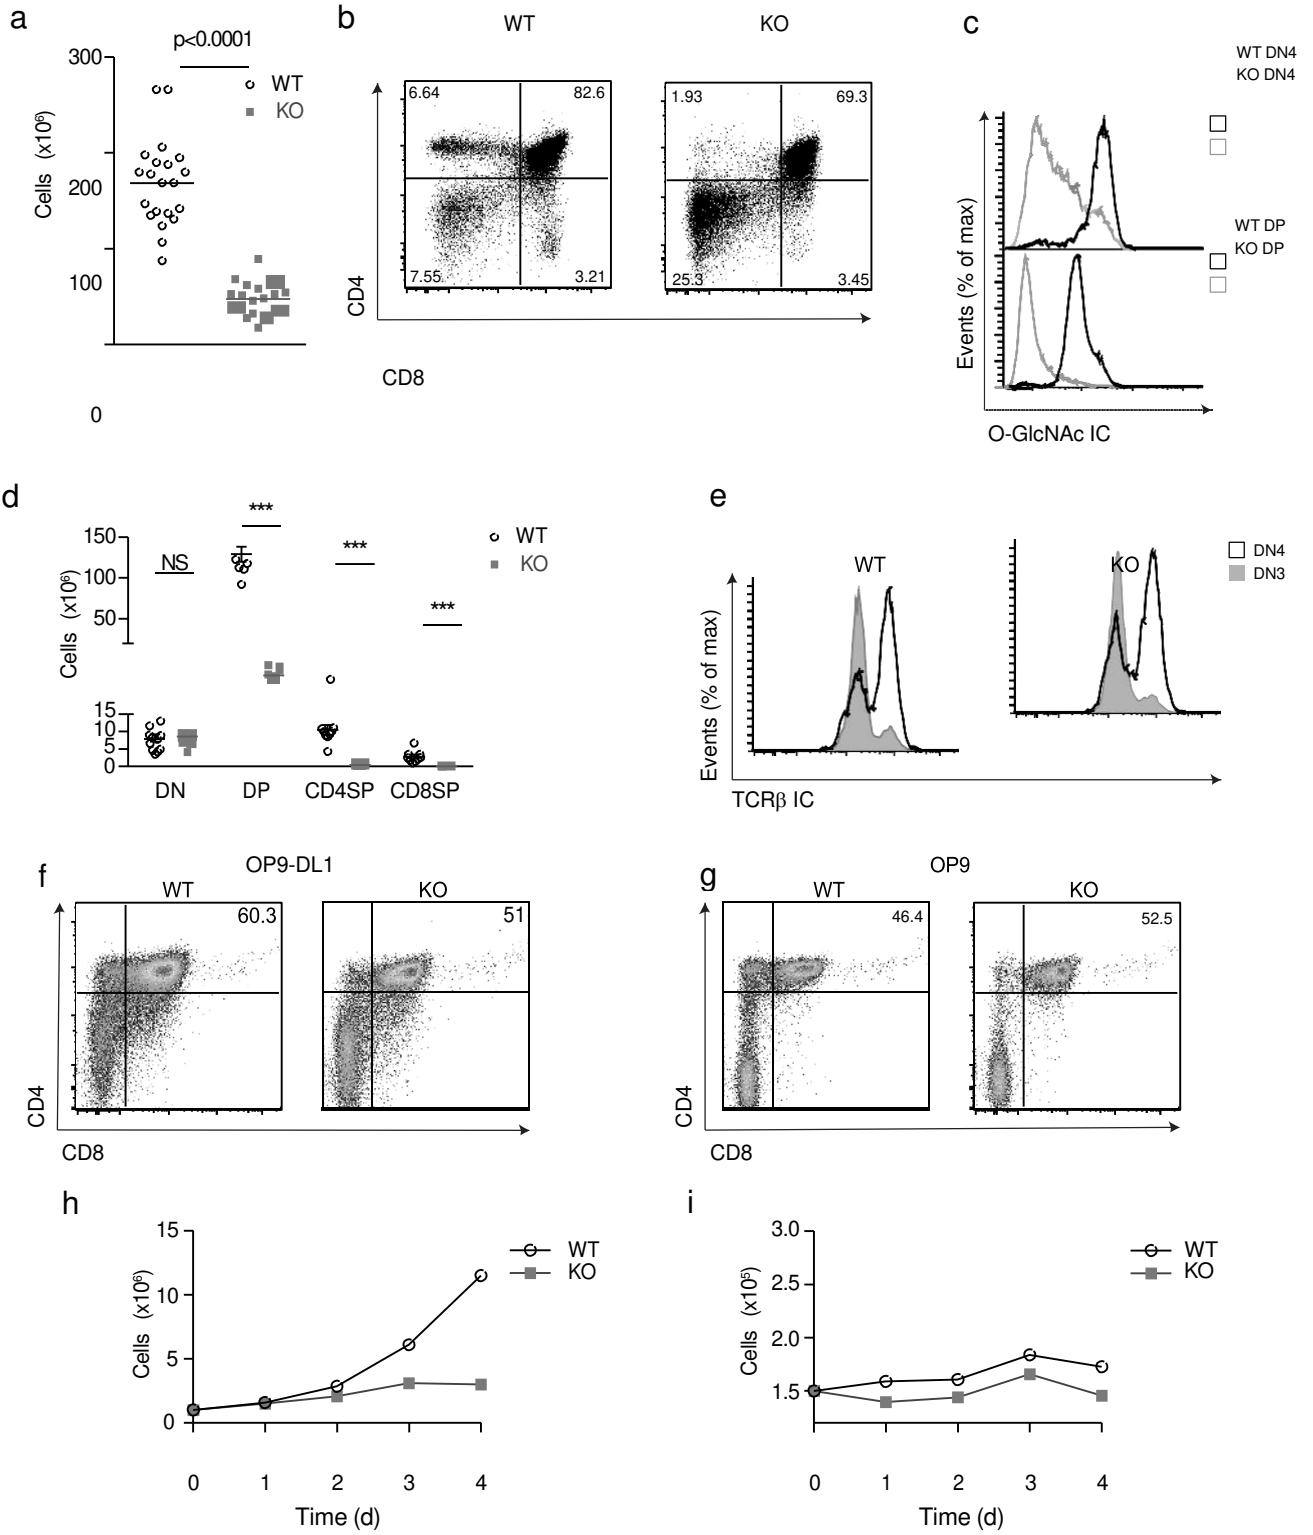 a
p<0.0001
300
200
100
0
Cells (x10⁶)
WT
KO
b
WT
KO
6.64
82.6
7.55
3.21
1.93
69.3
25.3
3.45
CD4
CD8
c
WT DN4
KO DN4
WT DP
KO DP
Events (% of max)
O-GlcNAc IC
d
NS
***
***
***
WT
KO
150
100
50
15
10
5
0
Cells (x10⁶)
DN
DP
CD4SP
CD8SP
e
WT
KO
DN4
DN3
Events (% of max)
TCRβ IC
f
OP9-DL1
WT
KO
60.3
51
CD4
CD8
g
OP9
WT
KO
46.4
52.5
CD4
CD8
h
15
10
5
0
Cells (x10⁶)
WT
KO
0 1 2 3 4
Time (d)
i
3.0
2.5
2.0
1.5
Cells (x10⁵)
WT
KO
0 1 2 3 4
Time (d)